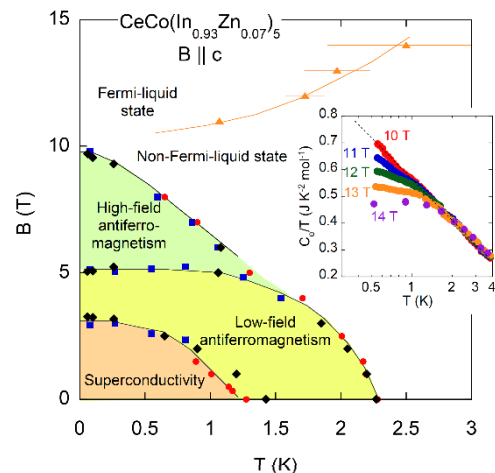 CeCo(In0.93Zn0.07)5
B || c
Fermi-liquid
state
Non-Fermi-liquid state
High-field
antiferro-
magnetism
Low-field
antiferromagnetism
Superconductivity
B (T)
15
10
5
0
0
0.5
1
1.5
2
2.5
3
T (K)
Ce/T (J K-2 mol-1)
0.8
0.7
0.6
0.5
0.4
0.3
0.2
10 T
11 T
12 T
13 T
14 T
0.5
1
2
3
4
T (K)